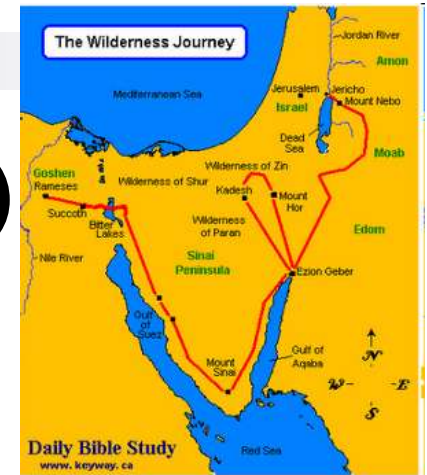 The Wilderness Journey
Jordan River
Amon
Mediterranean Sea
Jerusalem
Jericho
Israel
Mount Nebo
Dead
Sea
Moab
Goshen
Rameses
Wilderness of Shur
Wilderness of Zin
Kadesh
Mount
Hor
Succoth
Bitter
Lakes
Wilderness
of Paran
Edom
Nile River
Sinai
Peninsula
Ezion Geber
Gulf
of
Suez
Mount
Sinai
Gulf of
Aqaba
N
W
E
S
Red Sea
Daily Bible Study
www.keyway.ca